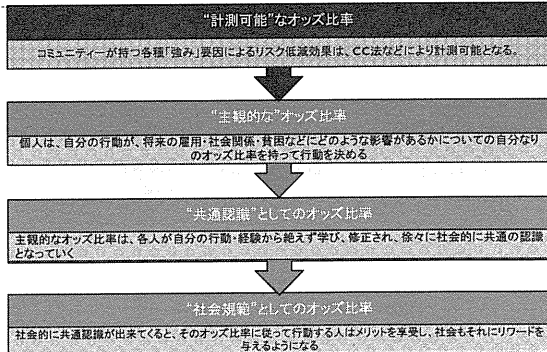 “計測可能”なオッズ比率
コミュニティーが持つ各種「強み」要因によるリスク低減効果は、CC法などにより計測可能となる。
“主観的な”オッズ比率
個人は、自分の行動が、将来の雇用・社会関係・貧困などにどのような影響があるかについての自分なり
のオッズ比率を持って行動を決める
“共通認識”としてのオッズ比率
主観的なオッズ比率は、各人が自分の行動・経験から絶えず学び、修正され、徐々に社会的に共通の認識
となっていく
“社会規範”としてのオッズ比率
社会的に共通認識が出来てくると、そのオッズ比率に従って行動する人はメリットを享受し、社会もそれにリワードを
与えるようになる